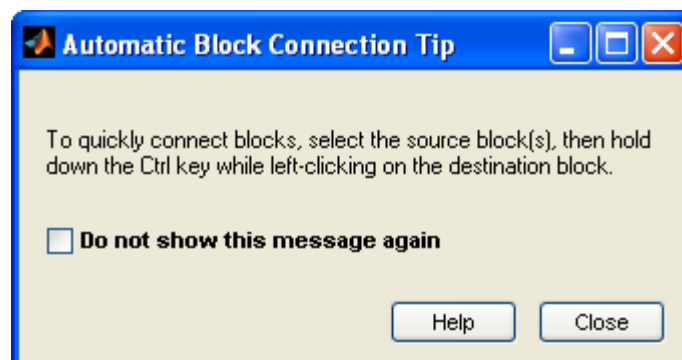 Automatic Block Connection Tip
To quickly connect blocks, select the source block(s), then hold
down the Ctrl key while left-clicking on the destination block.
Do not show this message again
Help Close